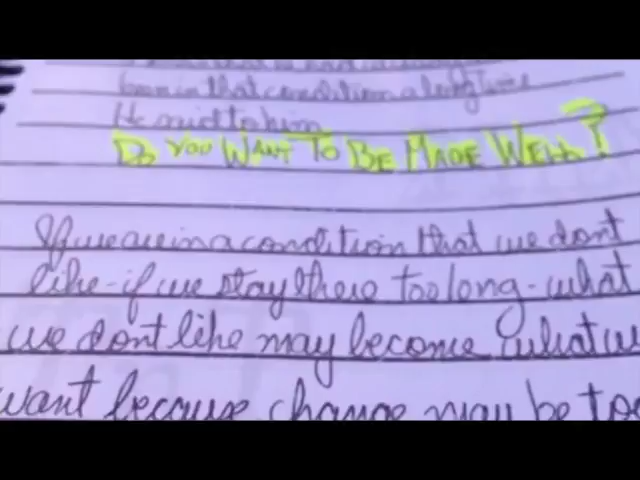 been in that condition a long time
He said to him
DO YOU WANT TO BE MADE WELL?
If we are in a condition that we don't
like - if we stay there too long - what
we don't like may become what we
want because change may be too